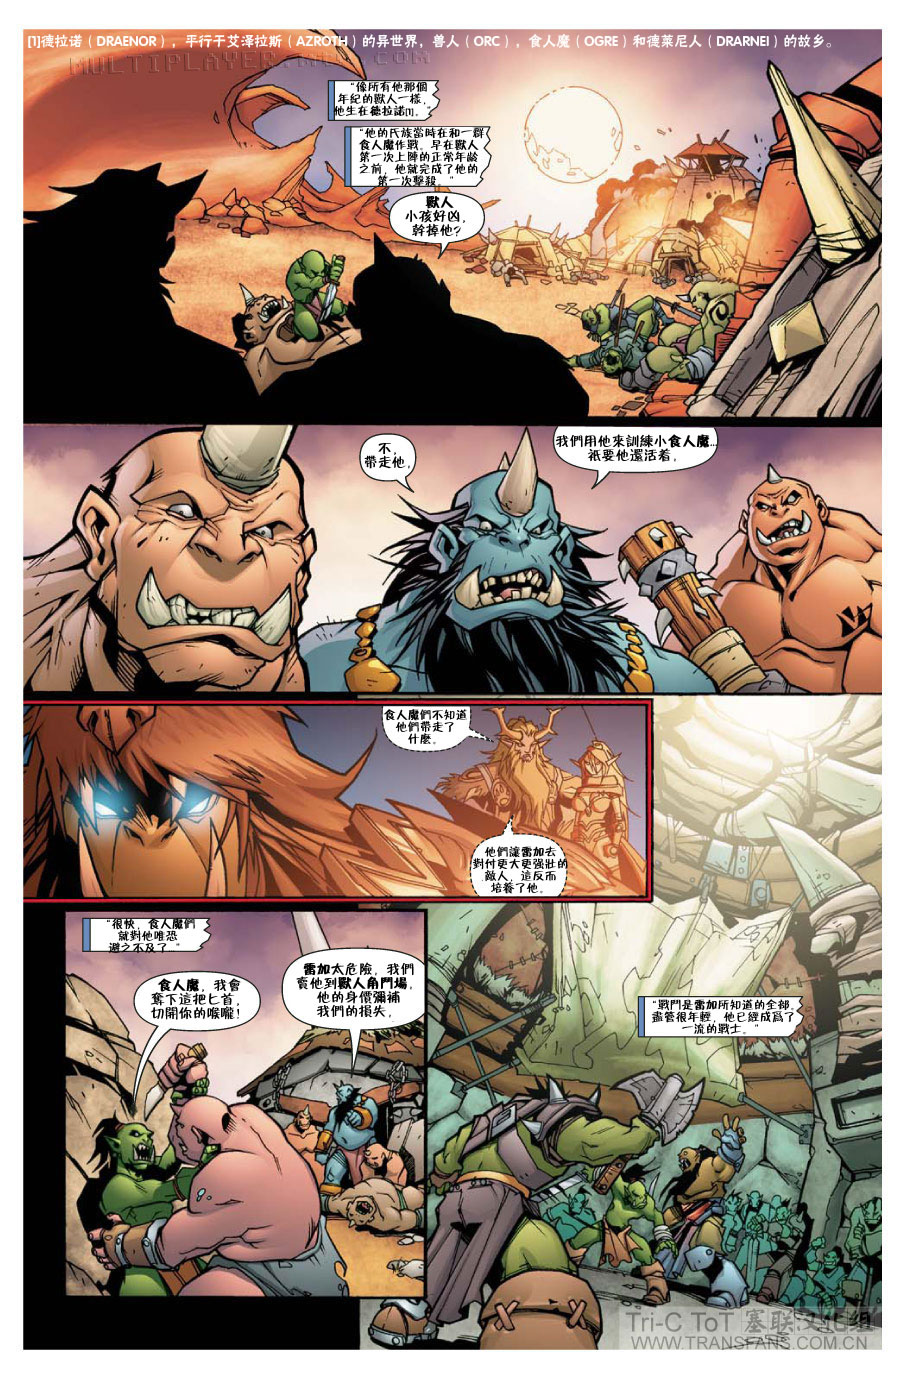 [1]德拉诺（DRAENOR），平行于艾泽拉斯（AZROTH）的异世界，兽人（ORC），食人魔（OGRE）和德莱尼人（DRARNEI）的故乡。
"像所有他那個
年紀的獸人一樣，
他生在德拉諾[1]。"
"他的氏族當時在和一群
食人魔作戰。早在獸人
第一次上陣的正常年齡
之前，他就完成了他的
第一次擊殺。"
獸人
小孩好凶，
幹掉他？
不，
帶走他，
我們用他來訓練小食人魔…
祇要他還活着。
食人魔們不知道
他們帶走了
什麼。
他們讓雷加去
對付更大更强壯的
敵人，這反而
培養了他。
"很快，食人魔們
就對他唯恐
避之不及了…"
食人魔，我會
奪下這把匕首，
切開你的喉嚨！
雷加太危險，我們
賣他到獸人角鬥場，
他的身價彌補
我們的損失，
"戰鬥是雷加所知道的全部，
盡管很年輕，他已經成爲了
一流的戰士。"
Tri-C ToT 塞联汉化组
WWW.TRANSFANS.COM.CN